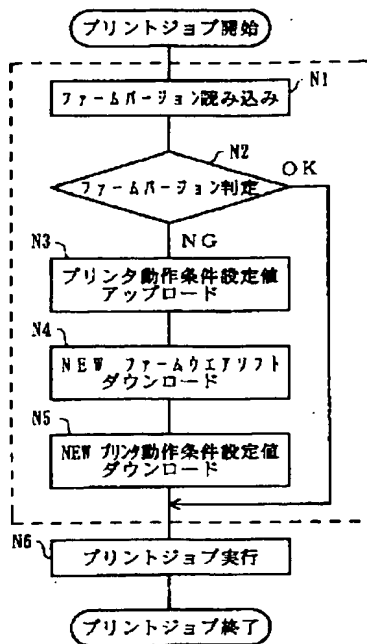 プリントジョブ開始
N1
ファームバージョン読み込み
N2
OK
ファームバージョン判定
NG
N3
プリンタ動作条件設定値
アップロード
N4
NEW ファームウエアソフト
ダウンロード
N5
NEW プリンタ動作条件設定値
ダウンロード
N6
プリントジョブ実行
プリントジョブ終了